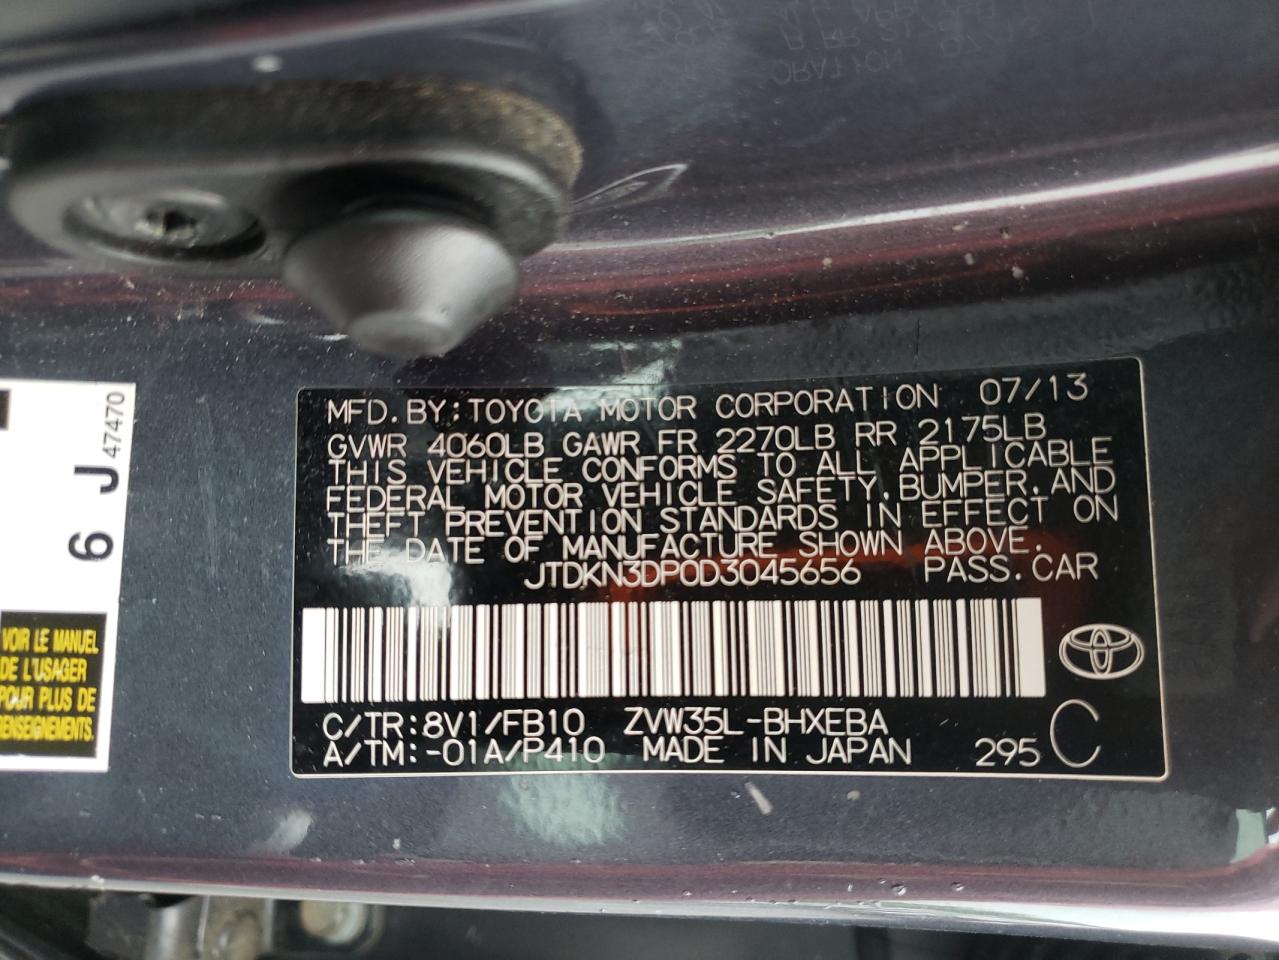 MFD. BY: TOYOTA MOTOR CORPORATION 07/13
GVWR 4060LB GAWR FR 2270LB RR 2175LB
THIS VEHICLE CONFORMS TO ALL APPLICABLE
FEDERAL MOTOR VEHICLE SAFETY, BUMPER, AND
THEFT PREVENTION STANDARDS IN EFFECT ON
THE DATE OF MANUFACTURE SHOWN ABOVE.
JTDKN3DP0D3045656 PASS. CAR
C/TR: 8V1/FB10 ZVW35L-BHXEBA
A/TM: -01A/P410 MADE IN JAPAN 295 C
6 J 47470
VOIR LE MANUEL
DE L'USAGER
POUR PLUS DE
RENSEIGNEMENTS.